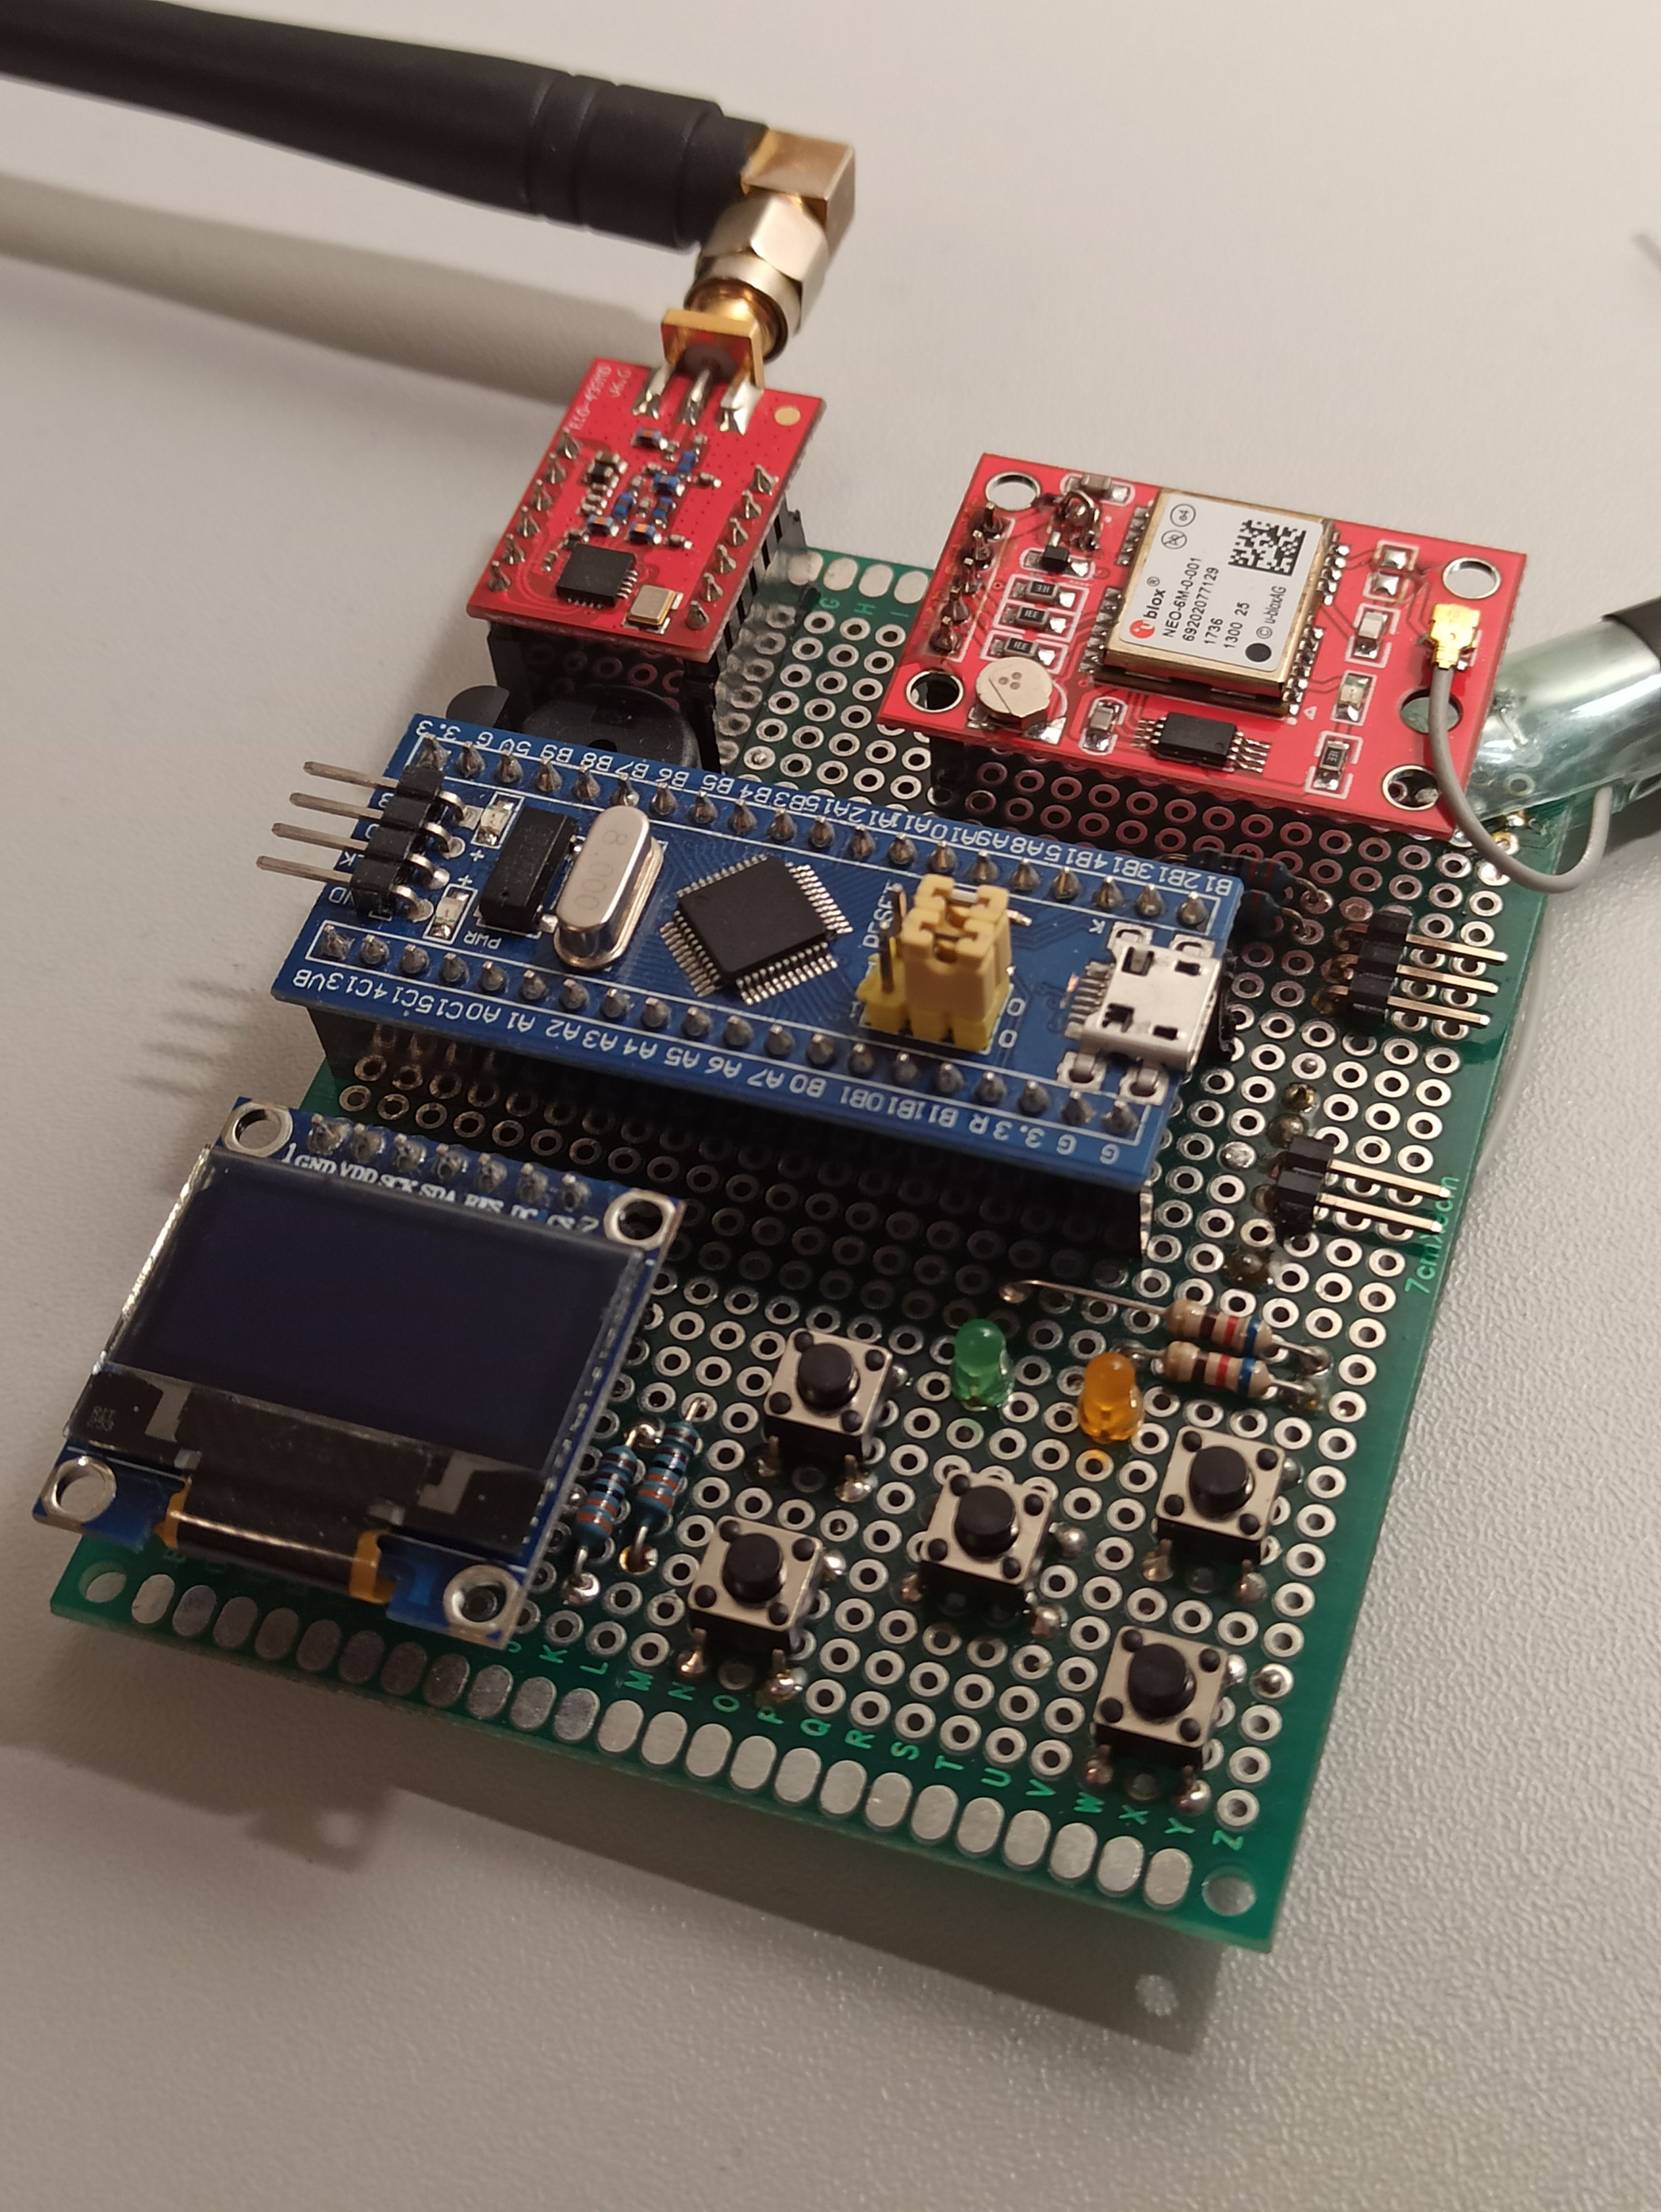 u blox®
NEO-6M-0-001
69202077129
1736
1300 25
© u-bloxAG
3.3 G 5V B9 B8 B7 B6 B5 B4 B3 A15 A12 A11 A10 A9 A8 B15 B14 B13 B12
8.000
PWR
RESET
VB C13 C14 C15 A0 A1 A2 A3 A4 A5 A6 A7 B0 B1 B10 B11 R 3.3 G G
1 GND VDD SCK SDA RES DC CS 7
G H I
K L M N O P Q R S T U V W X Y Z